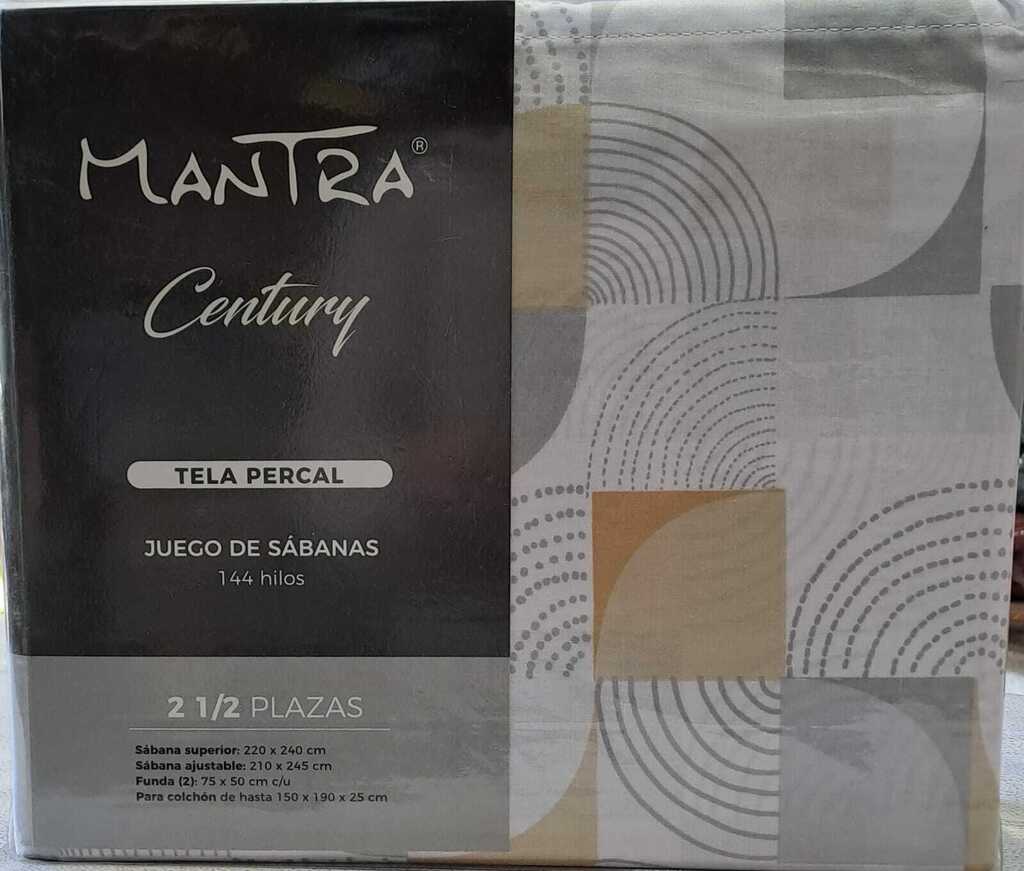 MANTRA®
Century
TELA PERCAL
JUEGO DE SÁBANAS
144 hilos
2 1/2 PLAZAS
Sábana superior: 220 x 240 cm
Sábana ajustable: 210 x 245 cm
Funda (2): 75 x 50 cm c/u
Para colchón de hasta 150 x 190 x 25 cm